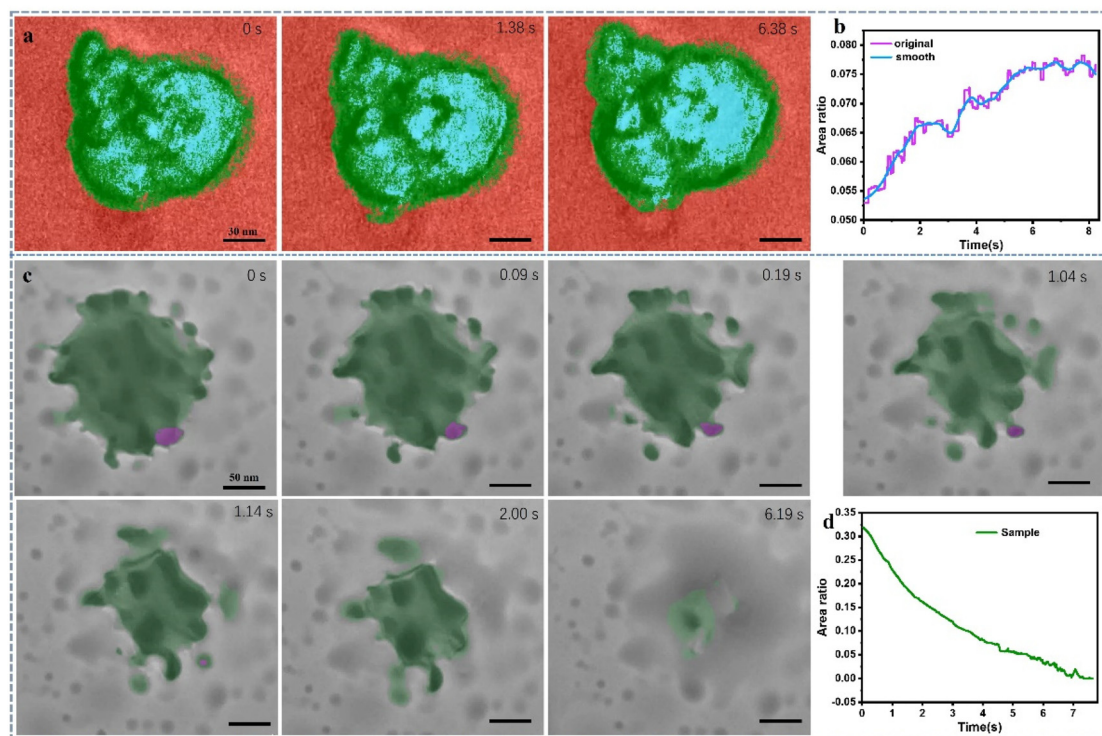 a
0 s
1.38 s
6.38 s
30 nm
b
original
smooth
0.080
0.075
0.070
0.065
0.060
0.055
0.050
Area ratio
0 2 4 6 8
Time(s)
c
0 s
0.09 s
0.19 s
1.04 s
50 nm
1.14 s
2.00 s
6.19 s
d
Sample
0.35
0.30
0.25
0.20
0.15
0.10
0.05
0.00
-0.05
Area ratio
0 1 2 3 4 5 6 7
Time(s)